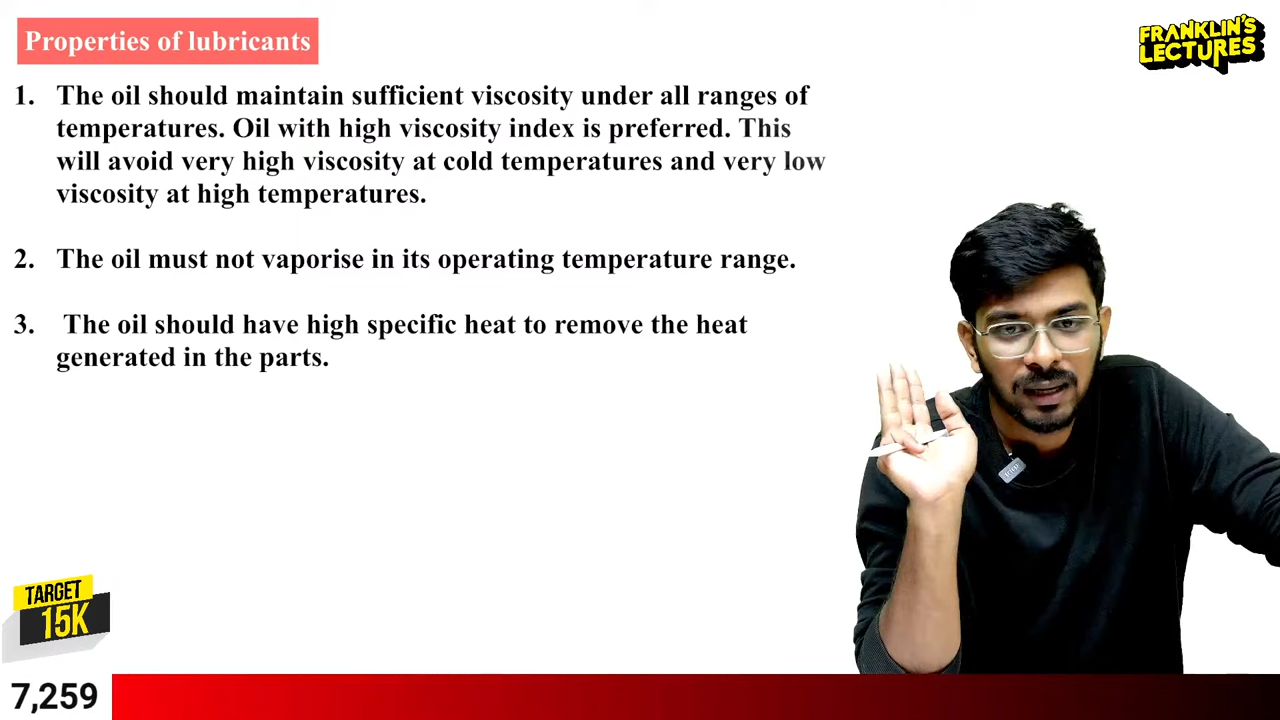 Properties of lubricants
FRANKLIN'S
LECTURES
1. The oil should maintain sufficient viscosity under all ranges of
temperatures. Oil with high viscosity index is preferred. This
will avoid very high viscosity at cold temperatures and very low
viscosity at high temperatures.
2. The oil must not vaporise in its operating temperature range.
3. The oil should have high specific heat to remove the heat
generated in the parts.
TARGET
15K
7,259